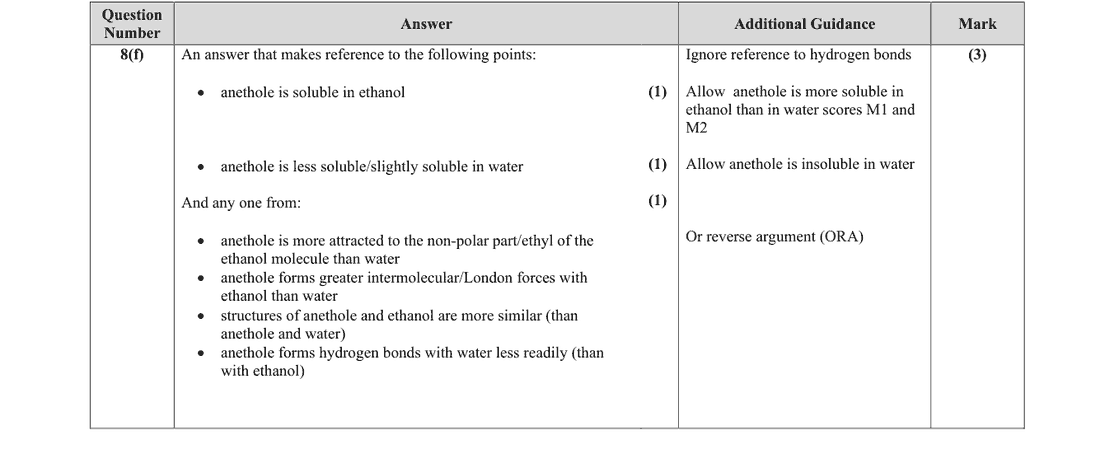 Question
Number
Answer
Additional Guidance
Mark
8(f)
An answer that makes reference to the following points:
Ignore reference to hydrogen bonds
(3)
• anethole is soluble in ethanol
(1)
Allow anethole is more soluble in
ethanol than in water scores M1 and
M2
• anethole is less soluble/slightly soluble in water
(1)
Allow anethole is insoluble in water
And any one from:
(1)
• anethole is more attracted to the non-polar part/ethyl of the
ethanol molecule than water
Or reverse argument (ORA)
• anethole forms greater intermolecular/London forces with
ethanol than water
• structures of anethole and ethanol are more similar (than
anethole and water)
• anethole forms hydrogen bonds with water less readily (than
with ethanol)